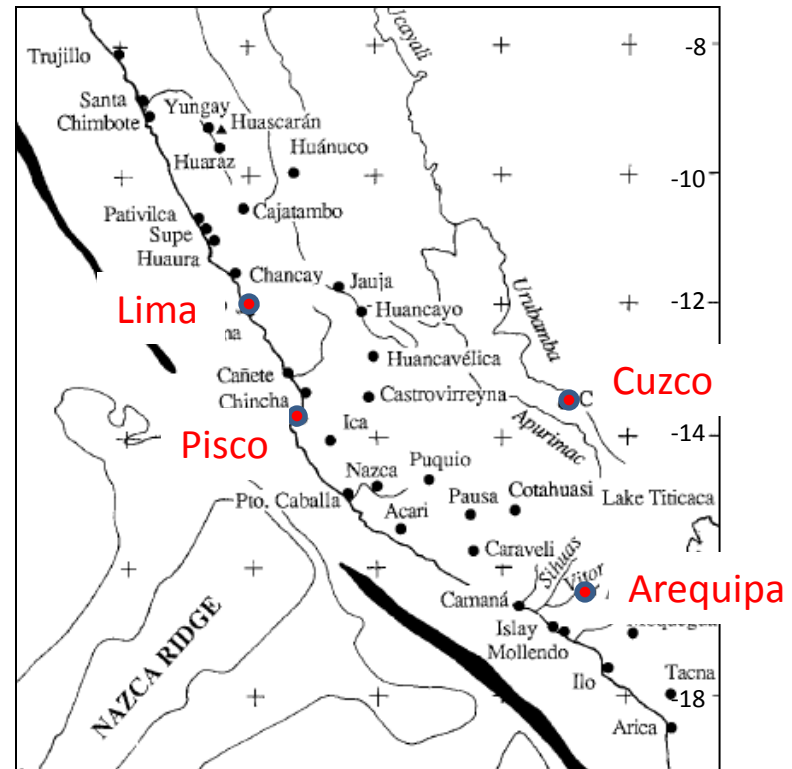 Ucayali
-8
Trujillo
Santa
Yungay
Chimbote
Huascarán
Huánuco
Huaraz
-10
Cajatambo
Pativilca
Supe
Huaura
Chancay
Jauja
Lima
-12
Huancayo
Urubamba
Huancavélica
Cañete
Cuzco
C
Castrovirreyna
Chincha
Apurimac
Ica
-14
Pisco
Puquio
Nazca
Cotahuasi
Pto. Caballa
Pausa
Lake Titicaca
Acari
Caraveli
Sihuas
Vitor
Arequipa
Camaná
Islay
Mollendo
NAZCA RIDGE
Ilo
Tacna
-18
Arica